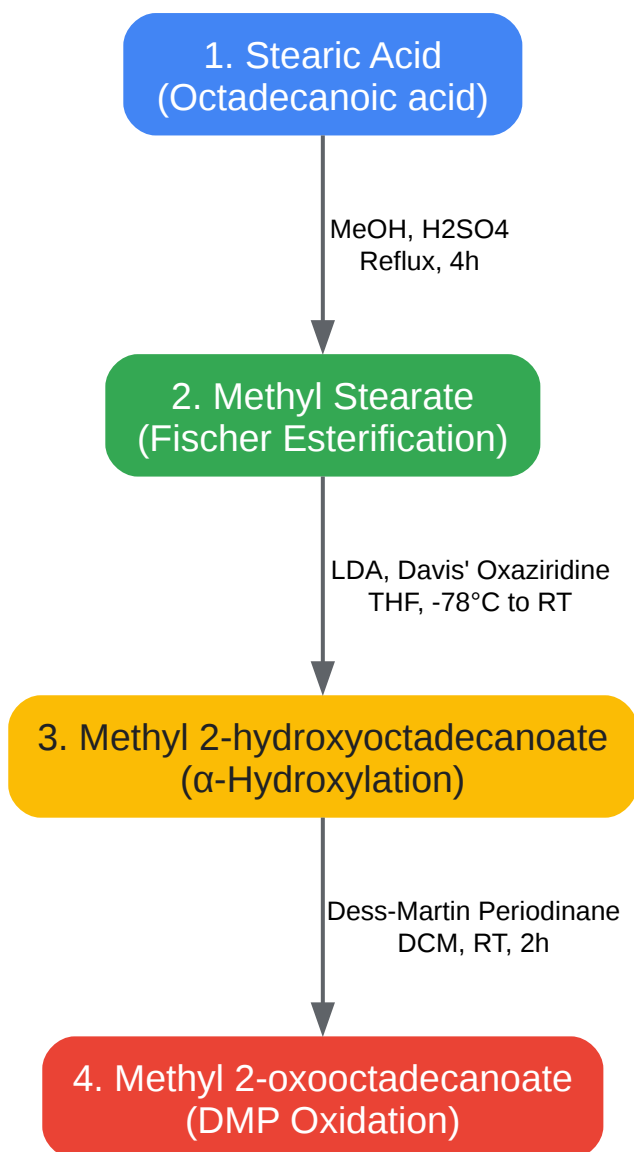 1. Stearic Acid
(Octadecanoic acid)
MeOH, H2SO4
Reflux, 4h
2. Methyl Stearate
(Fischer Esterification)
LDA, Davis' Oxaziridine
THF, -78°C to RT
3. Methyl 2-hydroxyoctadecanoate
(α-Hydroxylation)
Dess-Martin Periodinane
DCM, RT, 2h
4. Methyl 2-oxooctadecanoate
(DMP Oxidation)